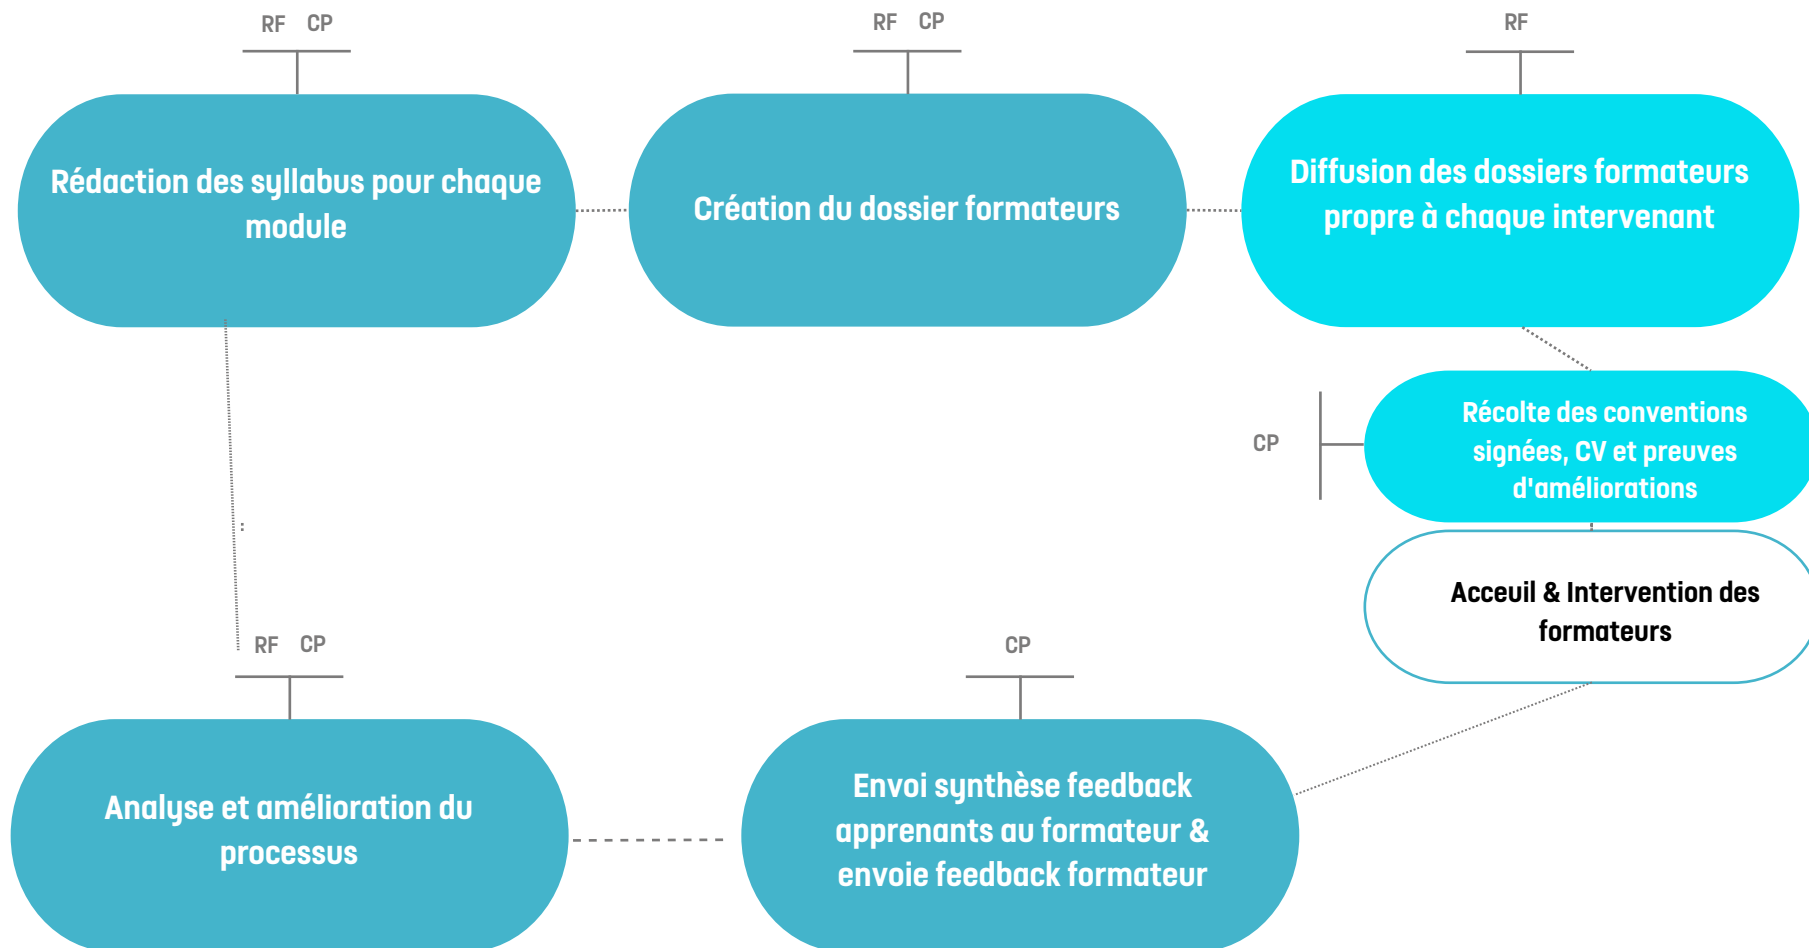 RF CP
RF CP
RF
Rédaction des syllabus pour chaque
module
Création du dossier formateurs
Diffusion des dossiers formateurs
propre à chaque intervenant
CP
Récolte des conventions
signées, CV et preuves
d'améliorations
:
Acceuil & Intervention des
formateurs
RF CP
CP
Analyse et amélioration du
processus
Envoi synthèse feedback
apprenants au formateur &
envoie feedback formateur